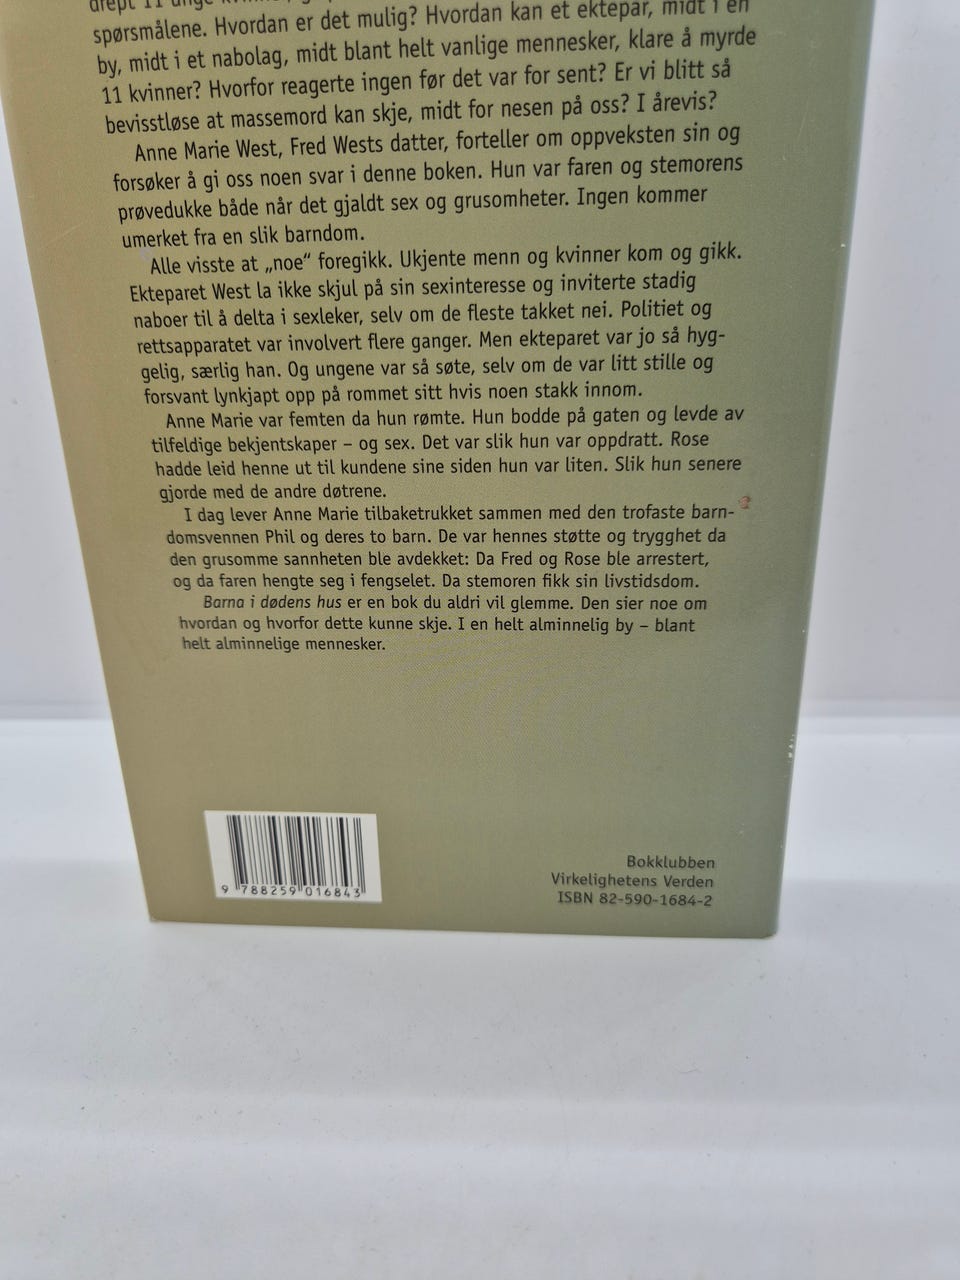 drept 11 unge
spørsmålene. Hvordan er det mulig? Hvordan kan et ektepar, midt i en
by, midt i et nabolag, midt blant helt vanlige mennesker, klare å myrde
11 kvinner? Hvorfor reagerte ingen før det var for sent? Er vi blitt så
bevisstløse at massemord kan skje, midt for nesen på oss? I årevis?
Anne Marie West, Fred Wests datter, forteller om oppveksten sin og
forsøker å gi oss noen svar i denne boken. Hun var faren og stemorens
prøvedukke både når det gjaldt sex og grusomheter. Ingen kommer
umerket fra en slik barndom.
Alle visste at „noe“ foregikk. Ukjente menn og kvinner kom og gikk.
Ekteparet West la ikke skjul på sin sexinteresse og inviterte stadig
naboer til å delta i sexleker, selv om de fleste takket nei. Politiet og
rettsapparatet var involvert flere ganger. Men ekteparet var jo så hyg-
gelig, særlig han. Og ungene var så søte, selv om de var litt stille og
forsvant lynkjapt opp på rommet sitt hvis noen stakk innom.
Anne Marie var femten da hun rømte. Hun bodde på gaten og levde av
tilfeldige bekjentskaper – og sex. Det var slik hun var oppdratt. Rose
hadde leid henne ut til kundene sine siden hun var liten. Slik hun senere
gjorde med de andre døtrene.
I dag lever Anne Marie tilbaketrukket sammen med den trofaste barn-
domsvennen Phil og deres to barn. De var hennes støtte og trygghet da
den grusomme sannheten ble avdekket: Da Fred og Rose ble arrestert,
og da faren hengte seg i fengselet. Da stemoren fikk sin livstidsdom.
Barna i dødens hus er en bok du aldri vil glemme. Den sier noe om
hvordan og hvorfor dette kunne skje. I en helt alminnelig by – blant
helt alminnelige mennesker.
9 788259 016843
Bokklubben
Virkelighetens Verden
ISBN 82-590-1684-2